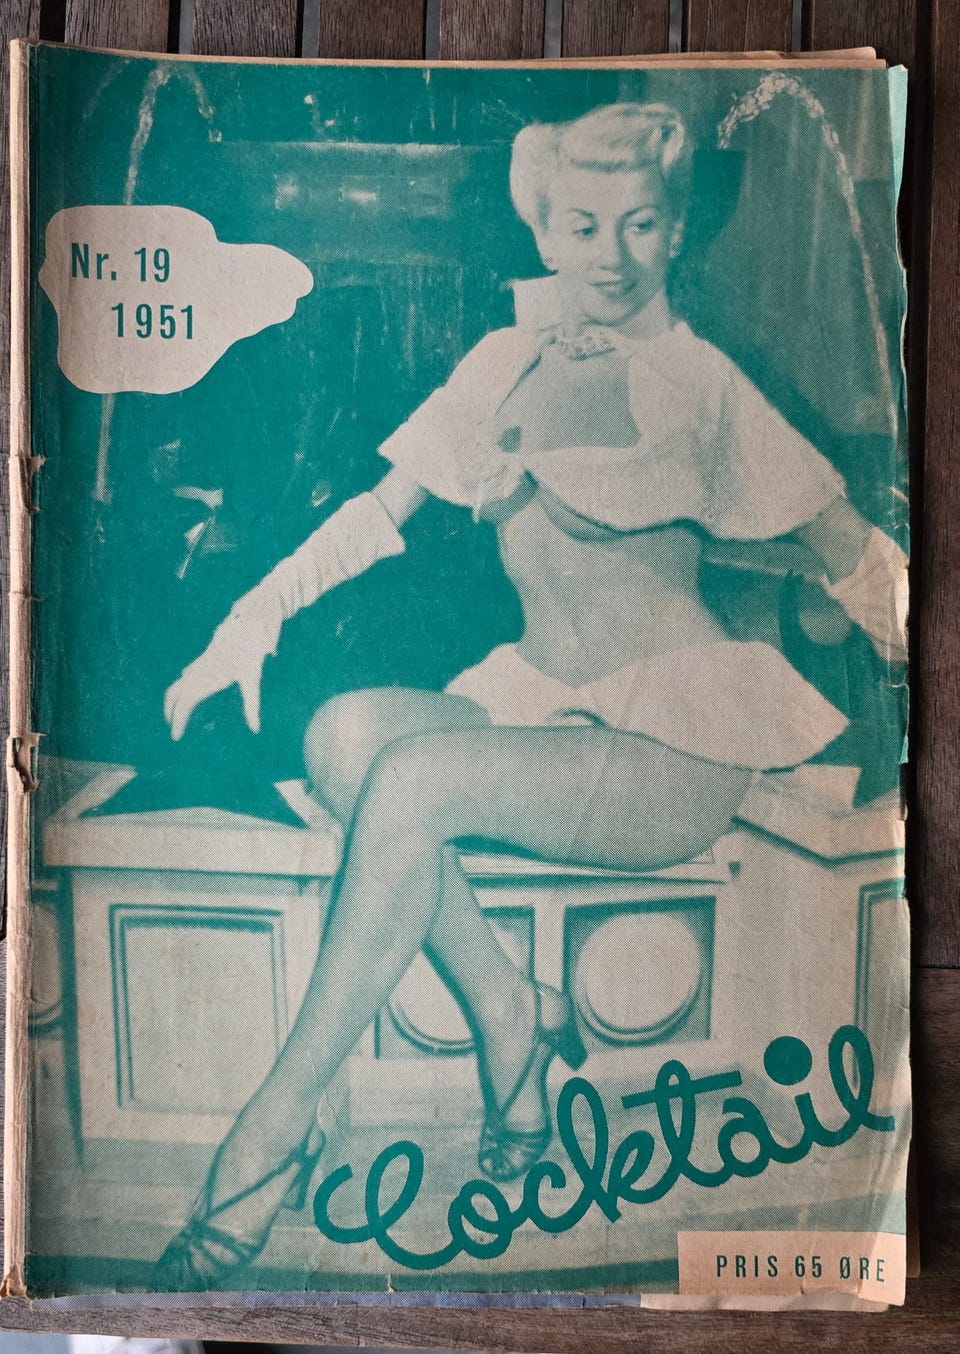 Nr. 19
1951
Cocktail
PRIS 65 ØRE